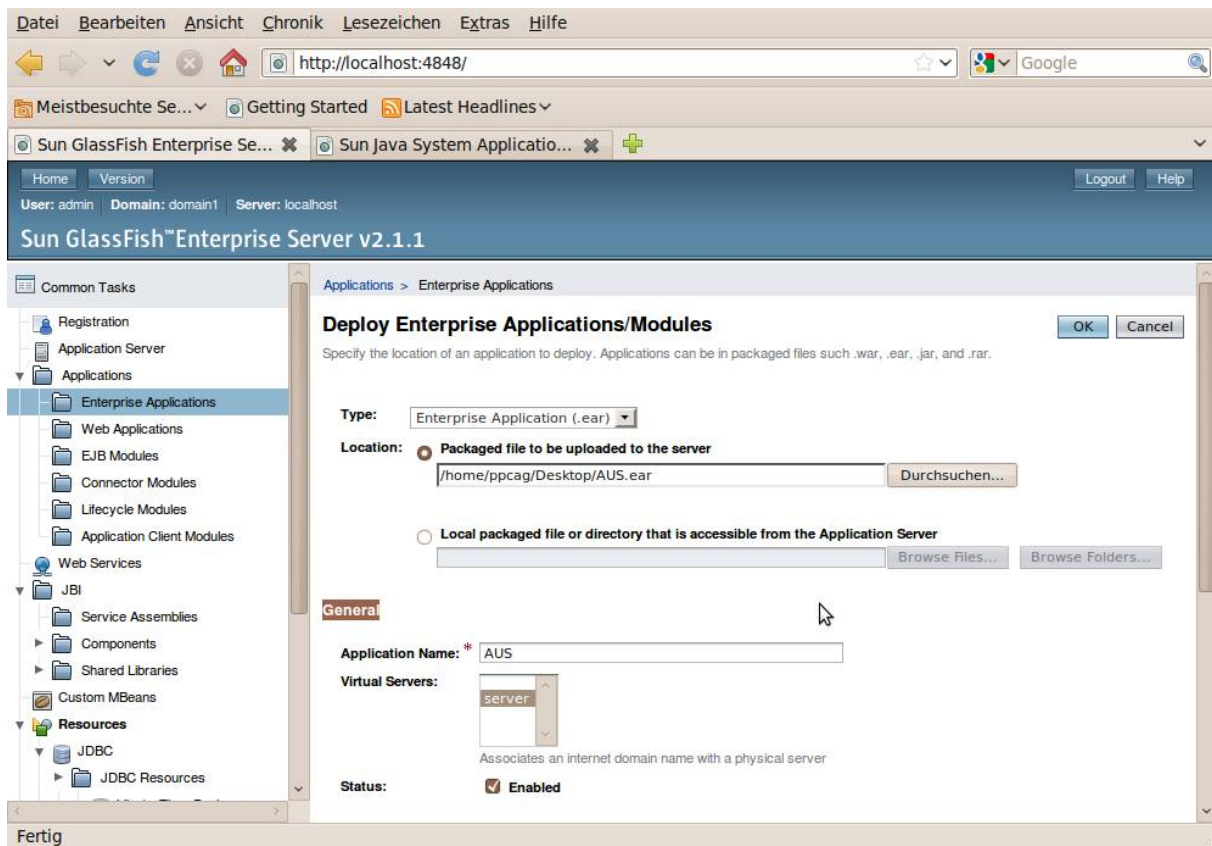 Datei Bearbeiten Ansicht Chronik Lesezeichen Extras Hilfe
http://localhost:4848/
Google
Meistbesuchte Se...
Getting Started
Latest Headlines
Sun GlassFish Enterprise Se...
Sun Java System Applicatio...
Home Version
Logout Help
User: admin Domain: domain1 Server: localhost
Sun GlassFish™ Enterprise Server v2.1.1
Common Tasks
Registration
Application Server
Applications
Enterprise Applications
Web Applications
EJB Modules
Connector Modules
Lifecycle Modules
Application Client Modules
Web Services
JBI
Service Assemblies
Components
Shared Libraries
Custom MBeans
Resources
JDBC
JDBC Resources
Applications > Enterprise Applications
Deploy Enterprise Applications/Modules
OK Cancel
Specify the location of an application to deploy. Applications can be in packaged files such .war, .ear, .jar, and .rar.
Type: Enterprise Application (.ear)
Location: Packaged file to be uploaded to the server
/home/ppcag/Desktop/AUS.ear Durchsuchen...
Local packaged file or directory that is accessible from the Application Server
Browse Files... Browse Folders...
General
Application Name: * AUS
Virtual Servers: server
Associates an internet domain name with a physical server
Status: Enabled
Fertig